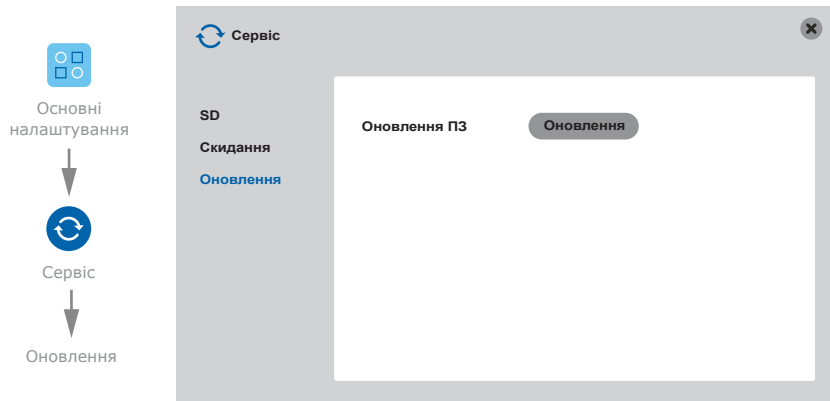 Основні
налаштування
Сервіс
Оновлення
Сервіс
SD
Скидання
Оновлення
Оновлення ПЗ
Оновлення